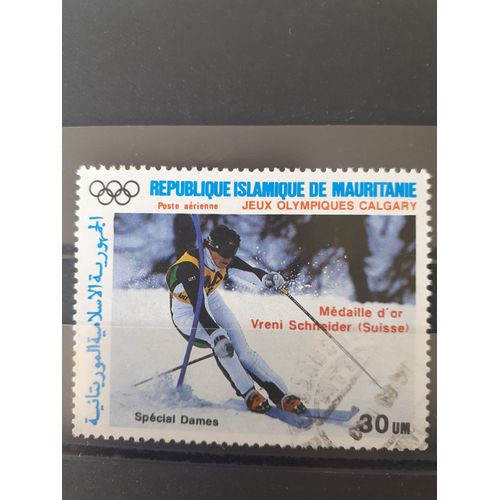 REPUBLIQUE ISLAMIQUE DE MAURITANIE
Poste aérienne JEUX OLYMPIQUES CALGARY
الجمهورية الاسلامية الموريتانية
Médaille d'or
Vreni Schneider (Suisse)
Spécial Dames
30 UM